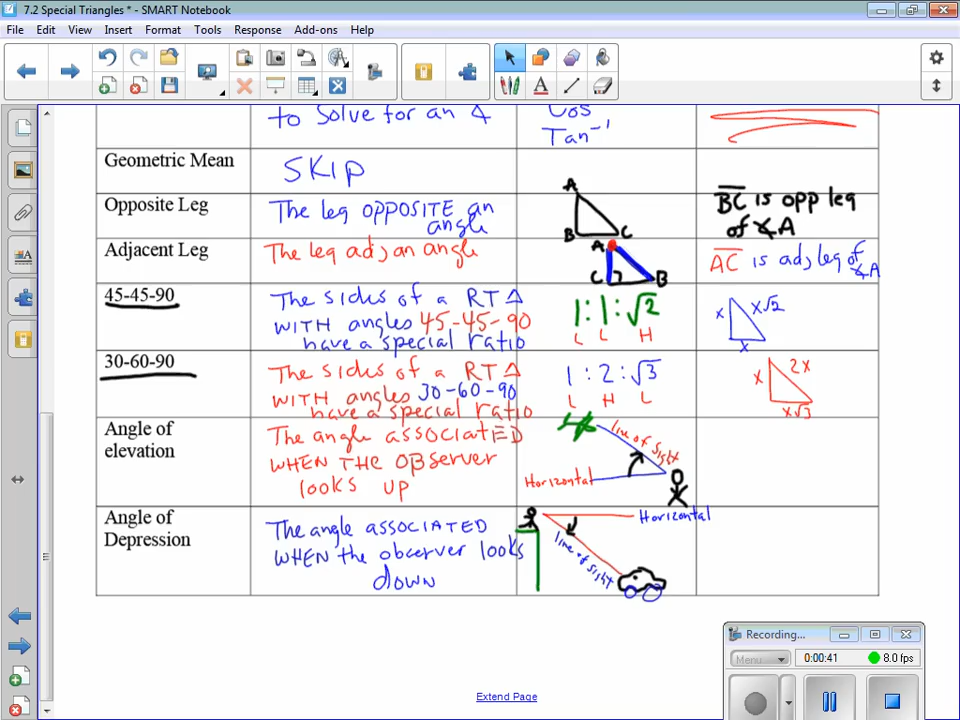 7.2 Special Triangles * - SMART Notebook
File Edit View Insert Format Tools Response Add-ons Help
to Solve for an ∠
Cos
Tan⁻¹
Geometric Mean
SKIP
Opposite Leg
The leg OPPOSITE an
angle
A
B C
BC is opp leg
of ∠A
Adjacent Leg
The leg adj an angle
A
C B
AC is adj leg of
∠A
45-45-90
The sides of a RT △
WITH angles 45-45-90
have a special ratio
1:1:√2
L L H
x x√2
x
30-60-90
The sides of a RT △
WITH angles 30-60-90
have a special ratio
1:2:√3
L H L
x 2x
x√3
Angle of
elevation
The angle associated
WHEN THE OBserver
looks up
line of sight
Horizontal
Angle of
Depression
The angle ASSOCIATED
WHEN the observer looks
down
Horizontal
line of sight
Recording...
Menu 0:00:41 8.0 fps
Extend Page